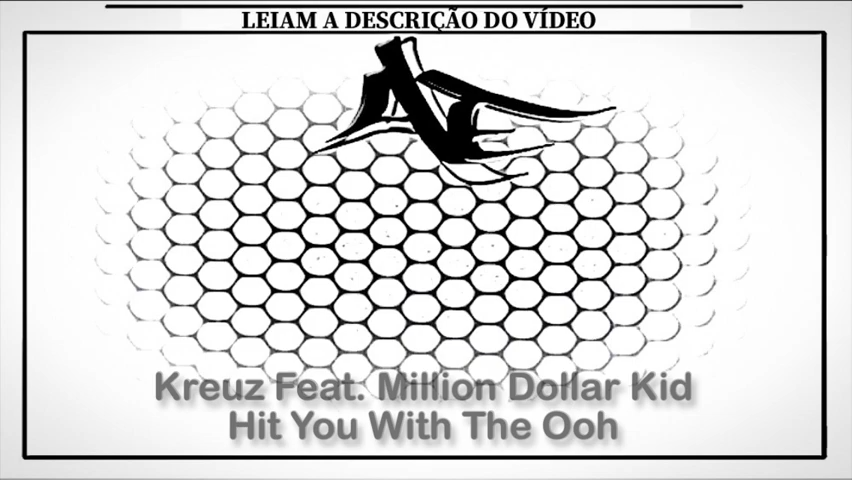 LEIAM A DESCRIÇÃO DO VÍDEO
Kreuz Feat. Million Dollar Kid
Hit You With The Ooh